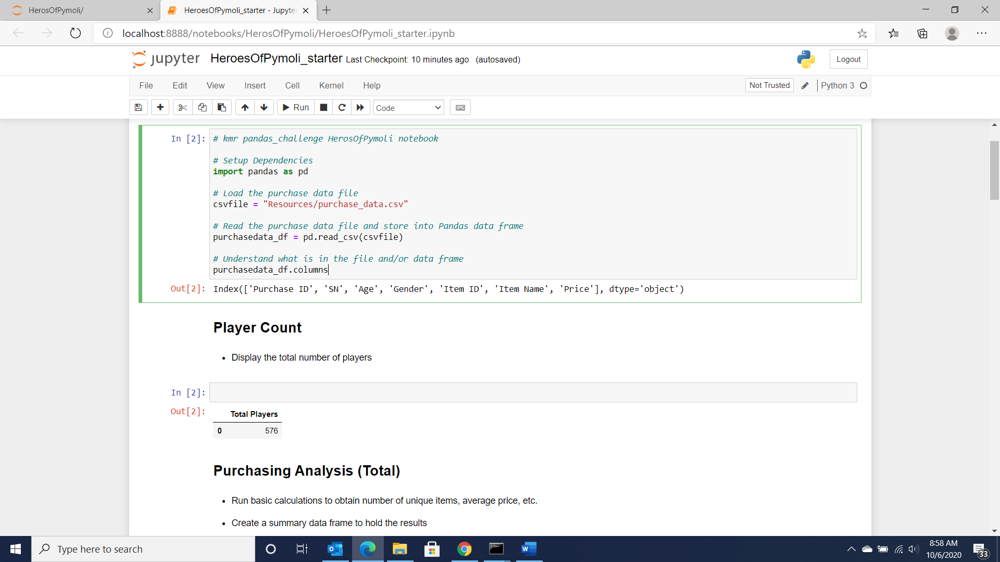 HerosOfPymoli/
HeroesOfPymoli_starter - Jupyte
localhost:8888/notebooks/HerosOfPymoli/HeroesOfPymoli_starter.ipynb
jupyter HeroesOfPymoli_starter Last Checkpoint: 10 minutes ago (autosaved)
Logout
File Edit View Insert Cell Kernel Help
Not Trusted Python 3
Run Code
In [2]: # kmr pandas_challenge HerosOfPymoli notebook
# Setup Dependencies
import pandas as pd
# Load the purchase data file
csvfile = "Resources/purchase_data.csv"
# Read the purchase data file and store into Pandas data frame
purchasedata_df = pd.read_csv(csvfile)
# Understand what is in the file and/or data frame
purchasedata_df.columns
Out[2]: Index(['Purchase ID', 'SN', 'Age', 'Gender', 'Item ID', 'Item Name', 'Price'], dtype='object')
Player Count
• Display the total number of players
In [2]:
Out[2]:
Total Players
0 576
Purchasing Analysis (Total)
• Run basic calculations to obtain number of unique items, average price, etc.
• Create a summary data frame to hold the results
Type here to search
8:58 AM
10/6/2020
33